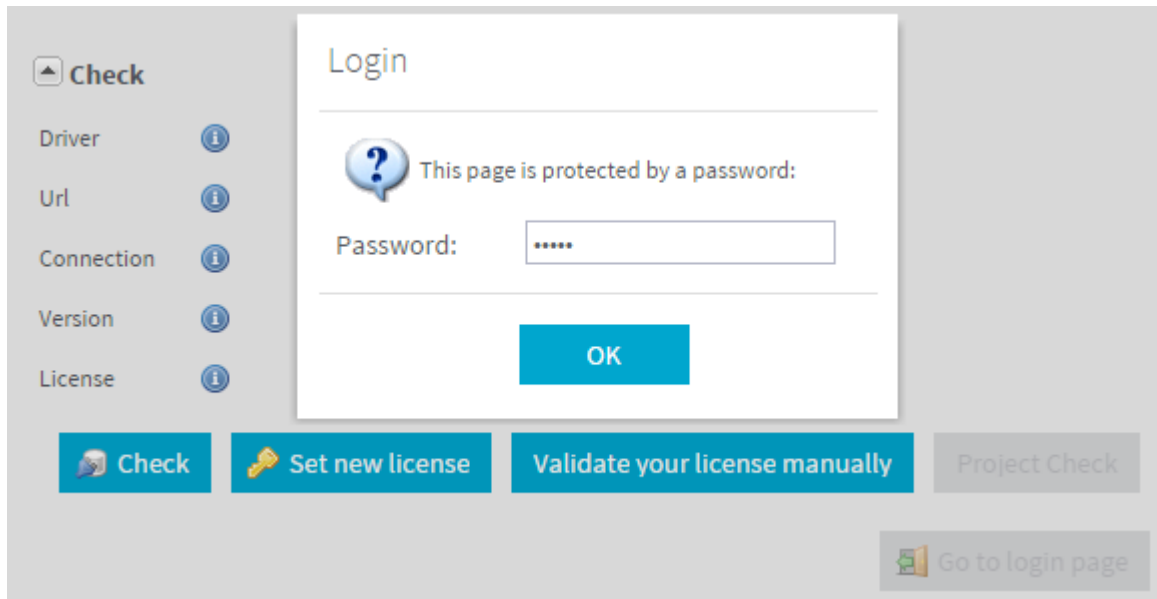 Login
Check
Driver
This page is protected by a password:
Url
Password: •••••
Connection
Version
OK
License
Check Set new license Validate your license manually Project Check
Go to login page